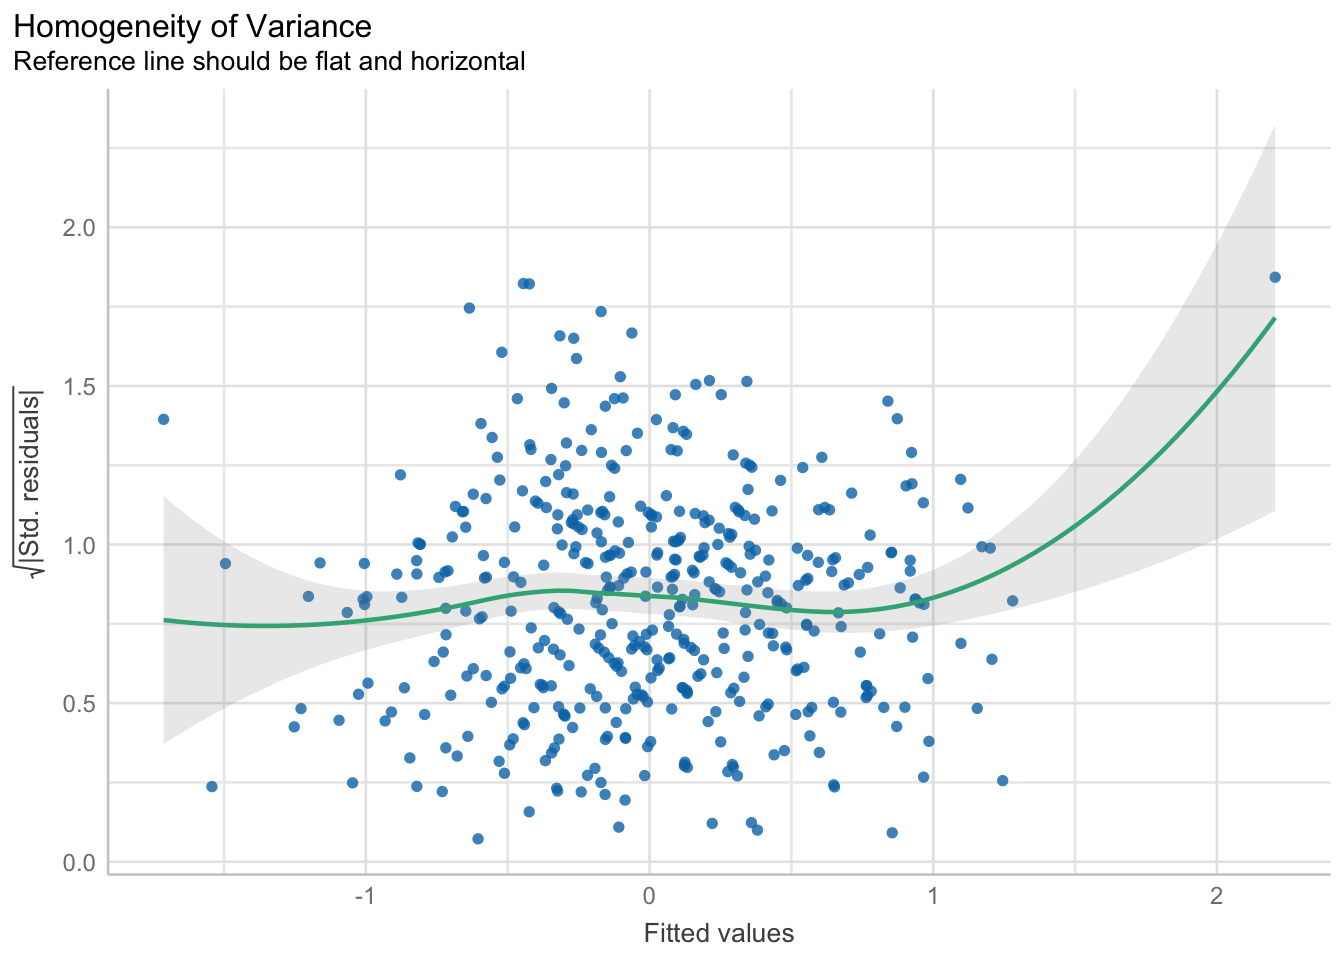 Homogeneity of Variance
Reference line should be flat and horizontal
√|Std. residuals|
2.0
1.5
1.0
0.5
0.0
-1
0
1
2
Fitted values